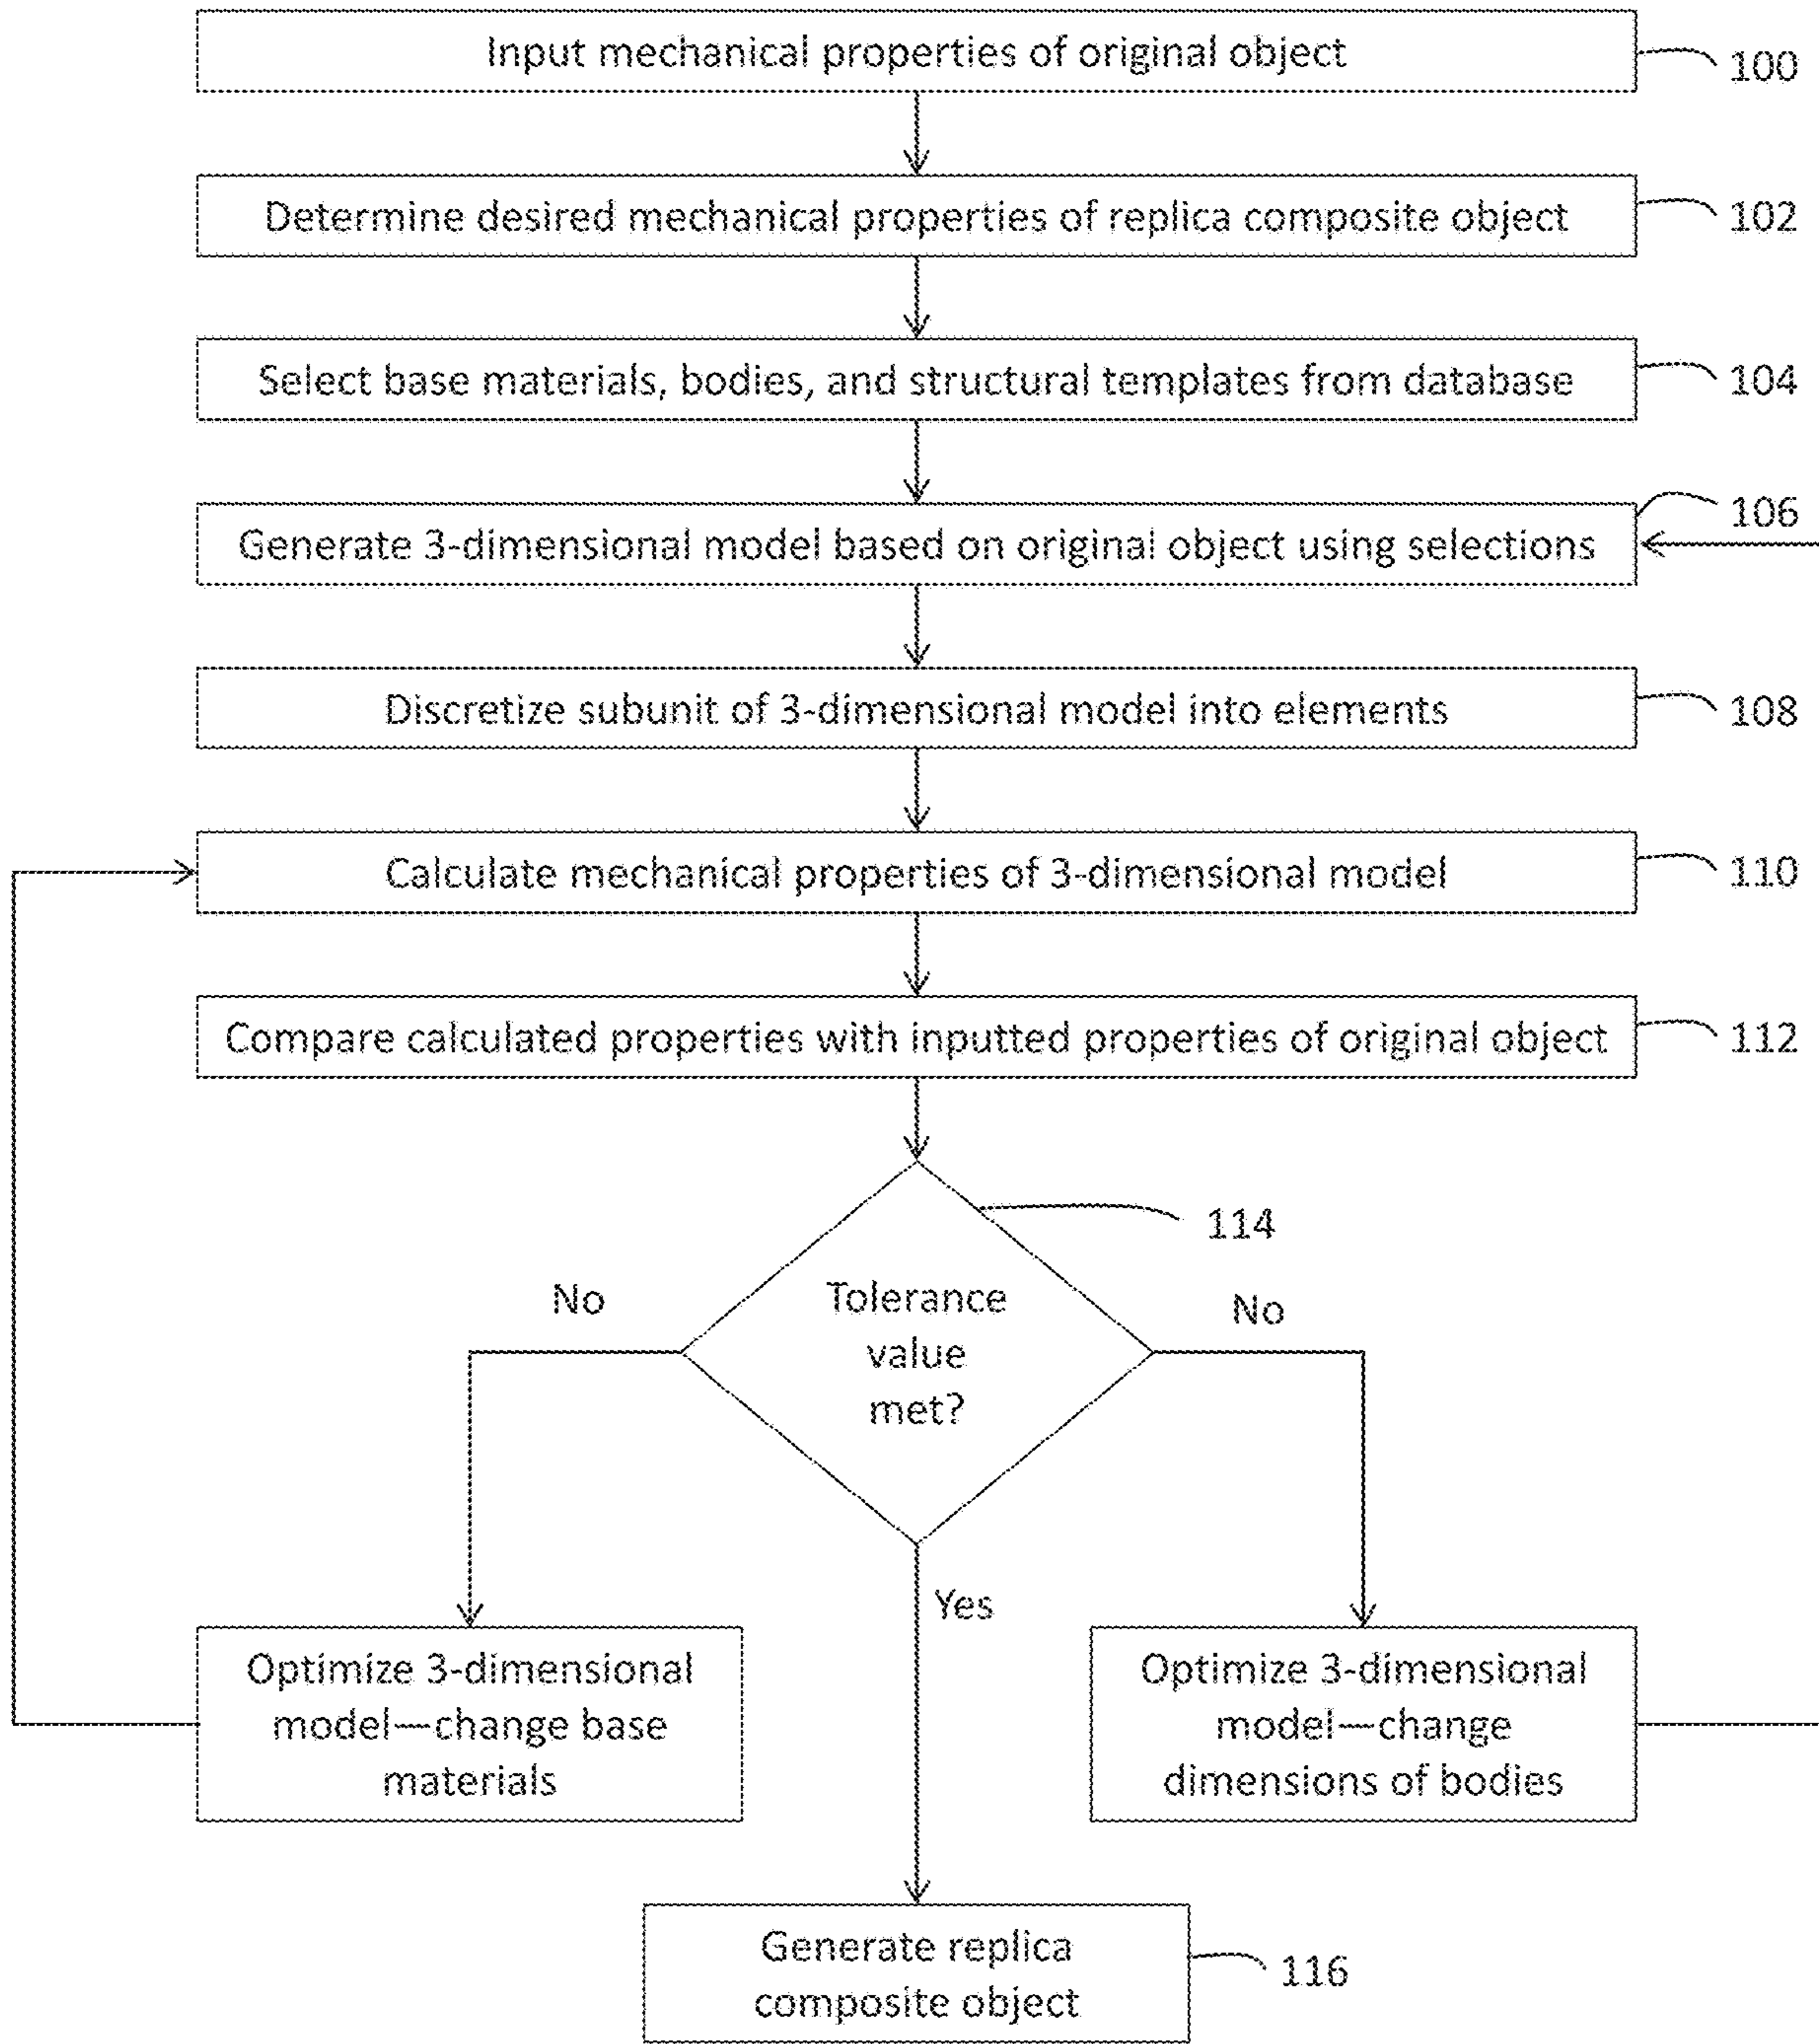 Input mechanical properties of original object
100
Determine desired mechanical properties of replica composite object
102
Select base materials, bodies, and structural templates from database
104
106
Generate 3-dimensional model based on original object using selections
Discretize subunit of 3-dimensional model into elements
108
Calculate mechanical properties of 3-dimensional model
110
Compare calculated properties with inputted properties of original object
112
114
No
Tolerance
value
met?
No
Yes
Optimize 3-dimensional
model—change base
materials
Optimize 3-dimensional
model—change
dimensions of bodies
Generate replica
composite object
116